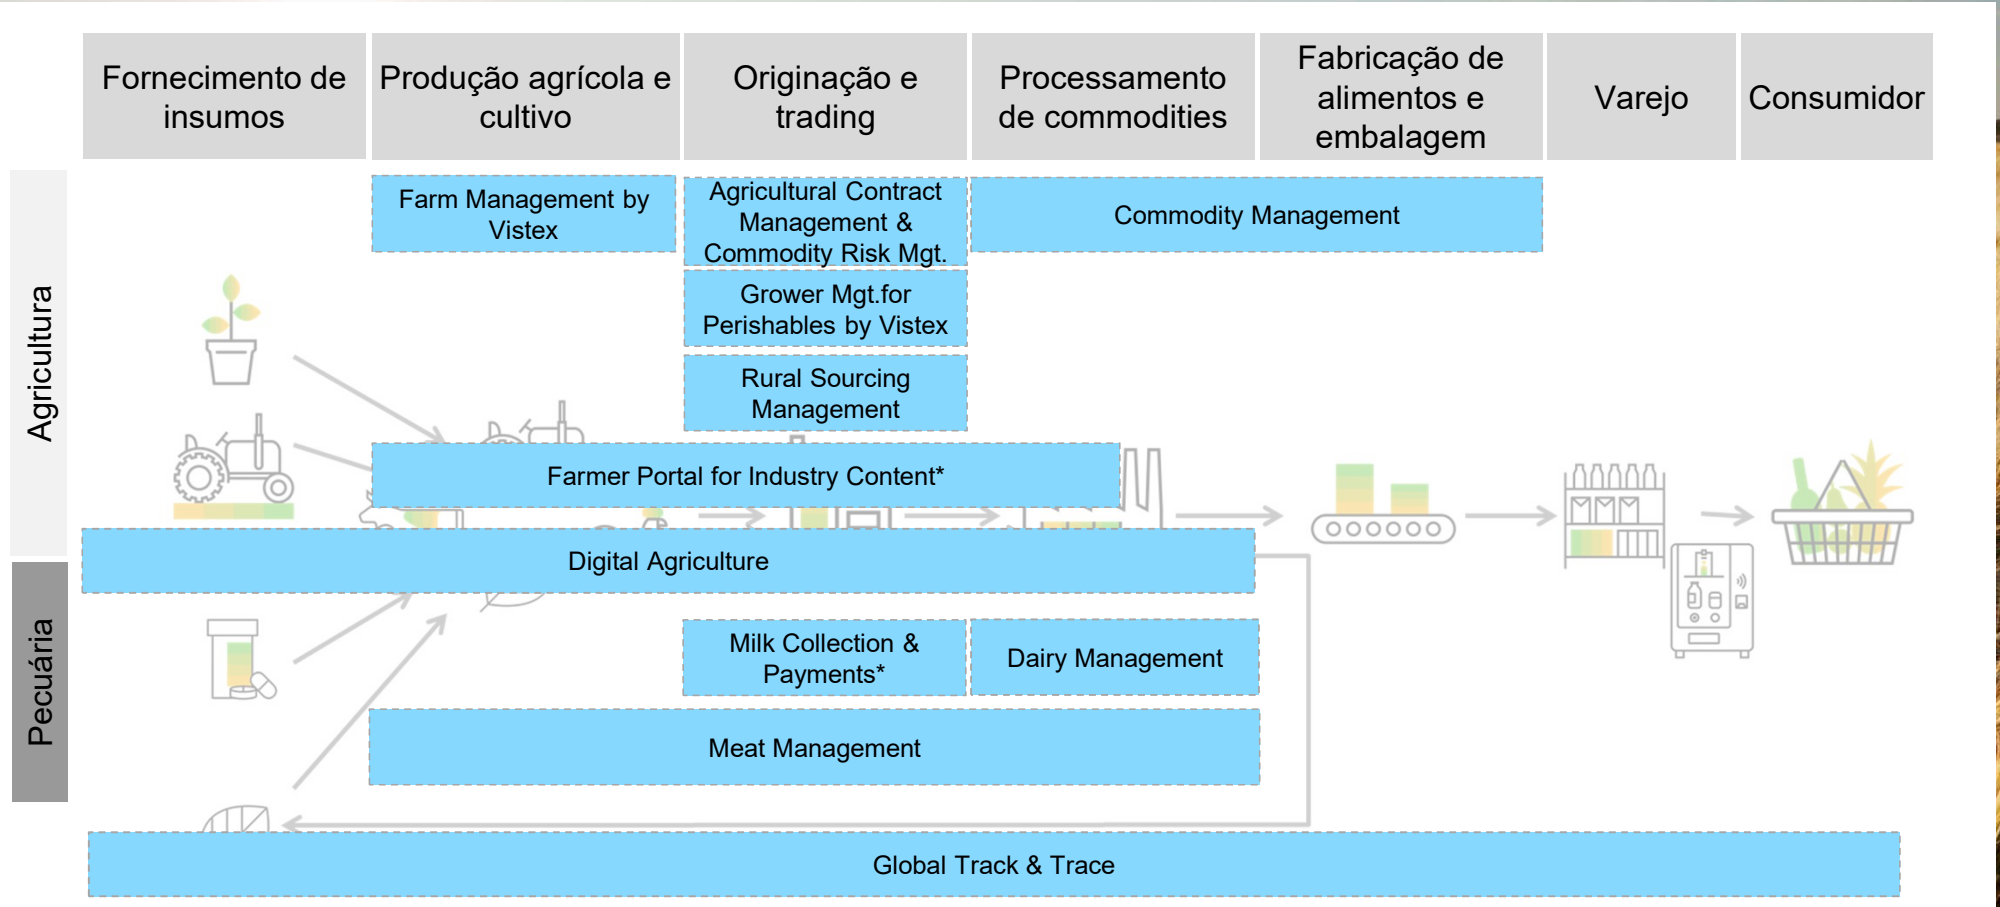 Fornecimento de
insumos
Produção agrícola e
cultivo
Originação e
trading
Processamento
de commodities
Fabricação de
alimentos e
embalagem
Varejo
Consumidor
Agricultura
Farm Management by
Vistex
Agricultural Contract
Management &
Commodity Risk Mgt.
Commodity Management
Grower Mgt.for
Perishables by Vistex
Rural Sourcing
Management
Farmer Portal for Industry Content*
Digital Agriculture
Pecuária
Milk Collection &
Payments*
Dairy Management
Meat Management
Global Track & Trace